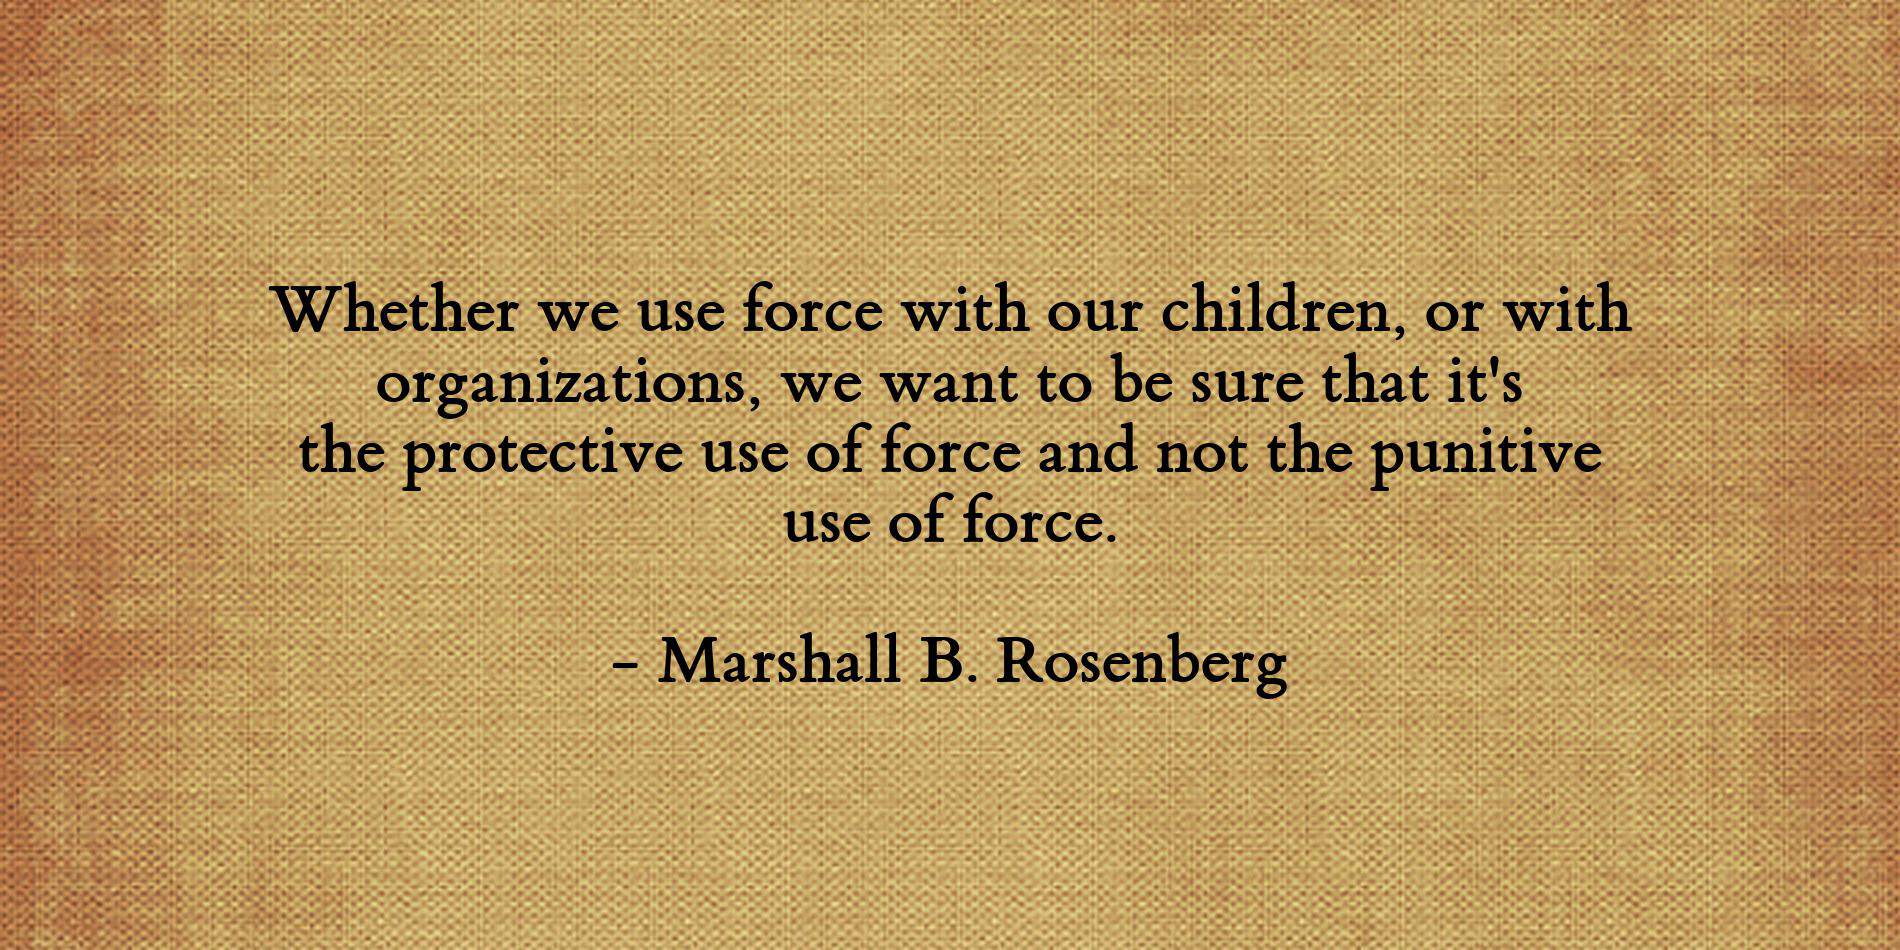 Whether we use force with our children, or with
organizations, we want to be sure that it's
the protective use of force and not the punitive
use of force.
- Marshall B. Rosenberg